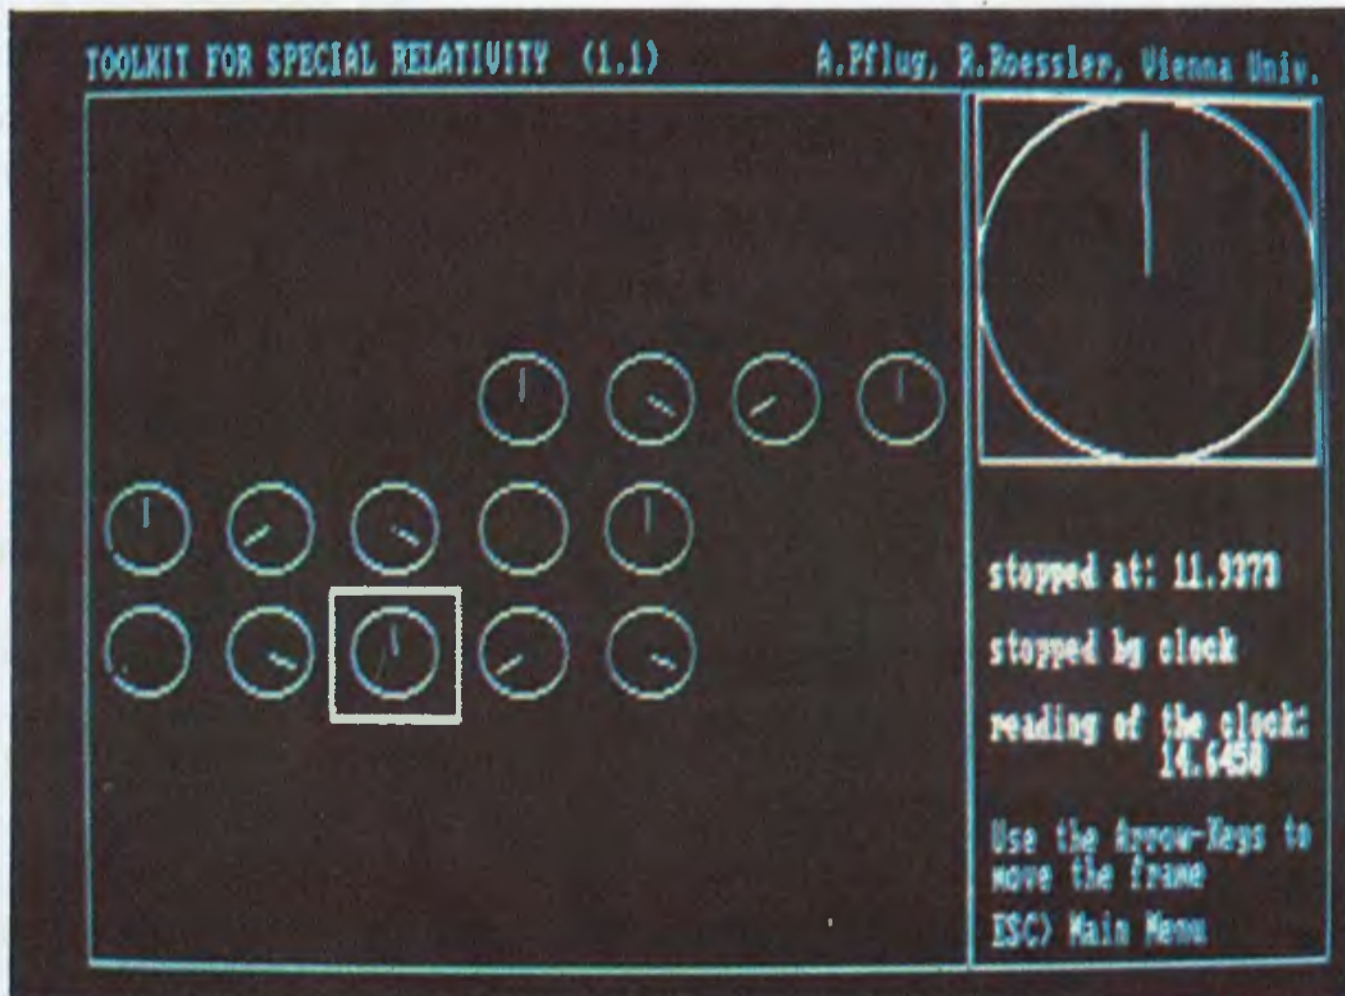 TOOLKIT FOR SPECIAL RELATIVITY (1.1)
A.Pflug, R.Roessler, Vienna Univ.
stopped at: 11.9373
stopped by clock
reading of the clock:
14.6458
Use the Arrow-Keys to
move the frame
ESC> Main Menu